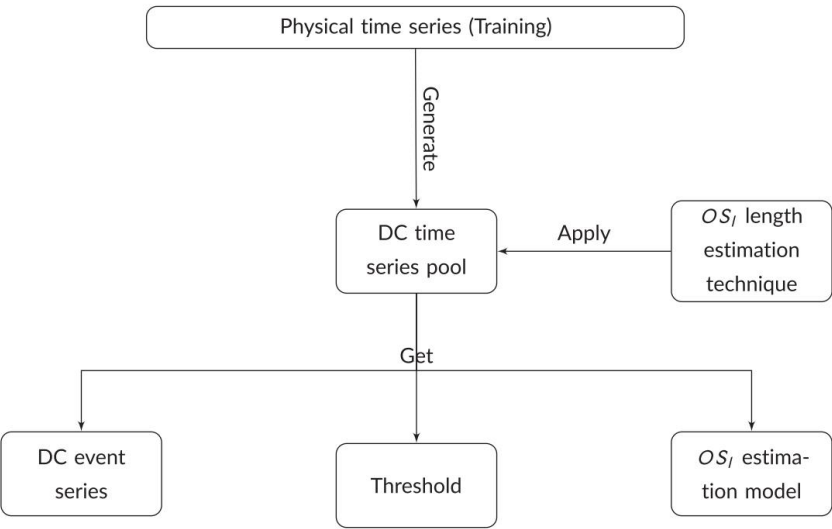 Physical time series (Training)
Generate
DC time
series pool
Apply
OS_l length
estimation
technique
Get
DC event
series
Threshold
OS_l estima-
tion model